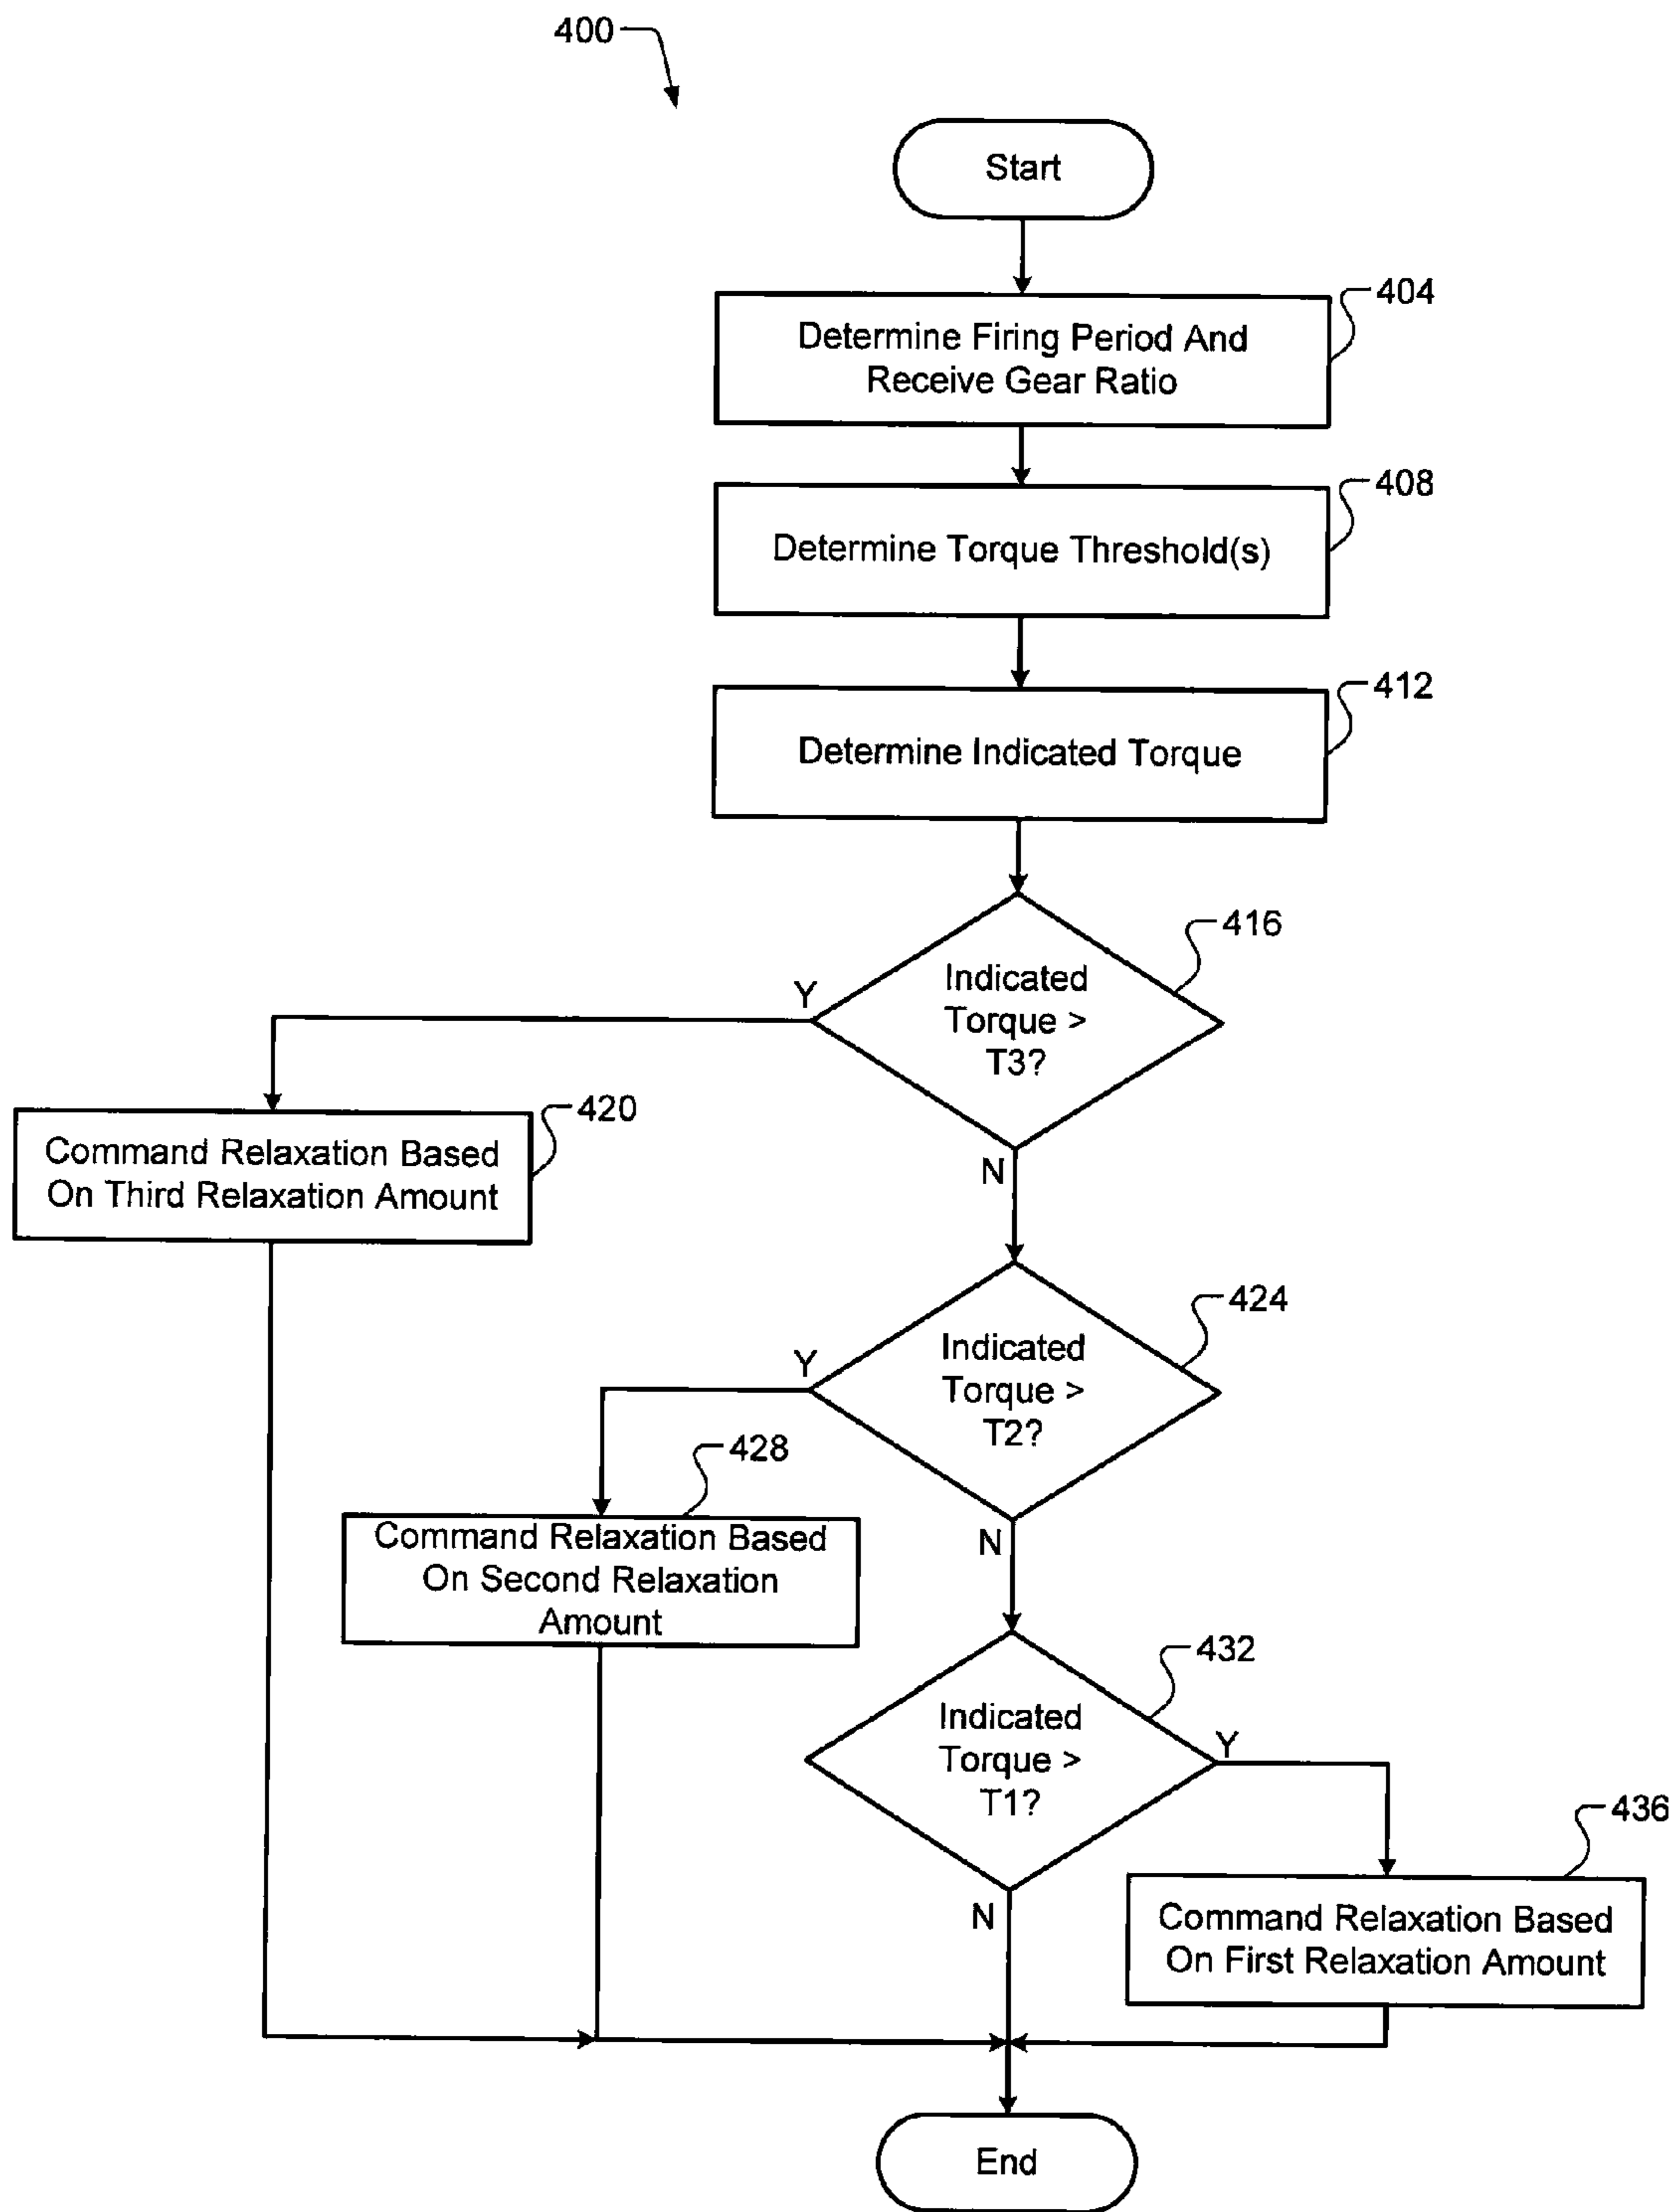 400
Start
404
Determine Firing Period And
Receive Gear Ratio
408
Determine Torque Threshold(s)
412
Determine Indicated Torque
416
Indicated
Torque >
T3?
Y
N
420
Command Relaxation Based
On Third Relaxation Amount
424
Indicated
Torque >
T2?
Y
N
428
Command Relaxation Based
On Second Relaxation
Amount
432
Indicated
Torque >
T1?
Y
N
436
Command Relaxation Based
On First Relaxation Amount
End